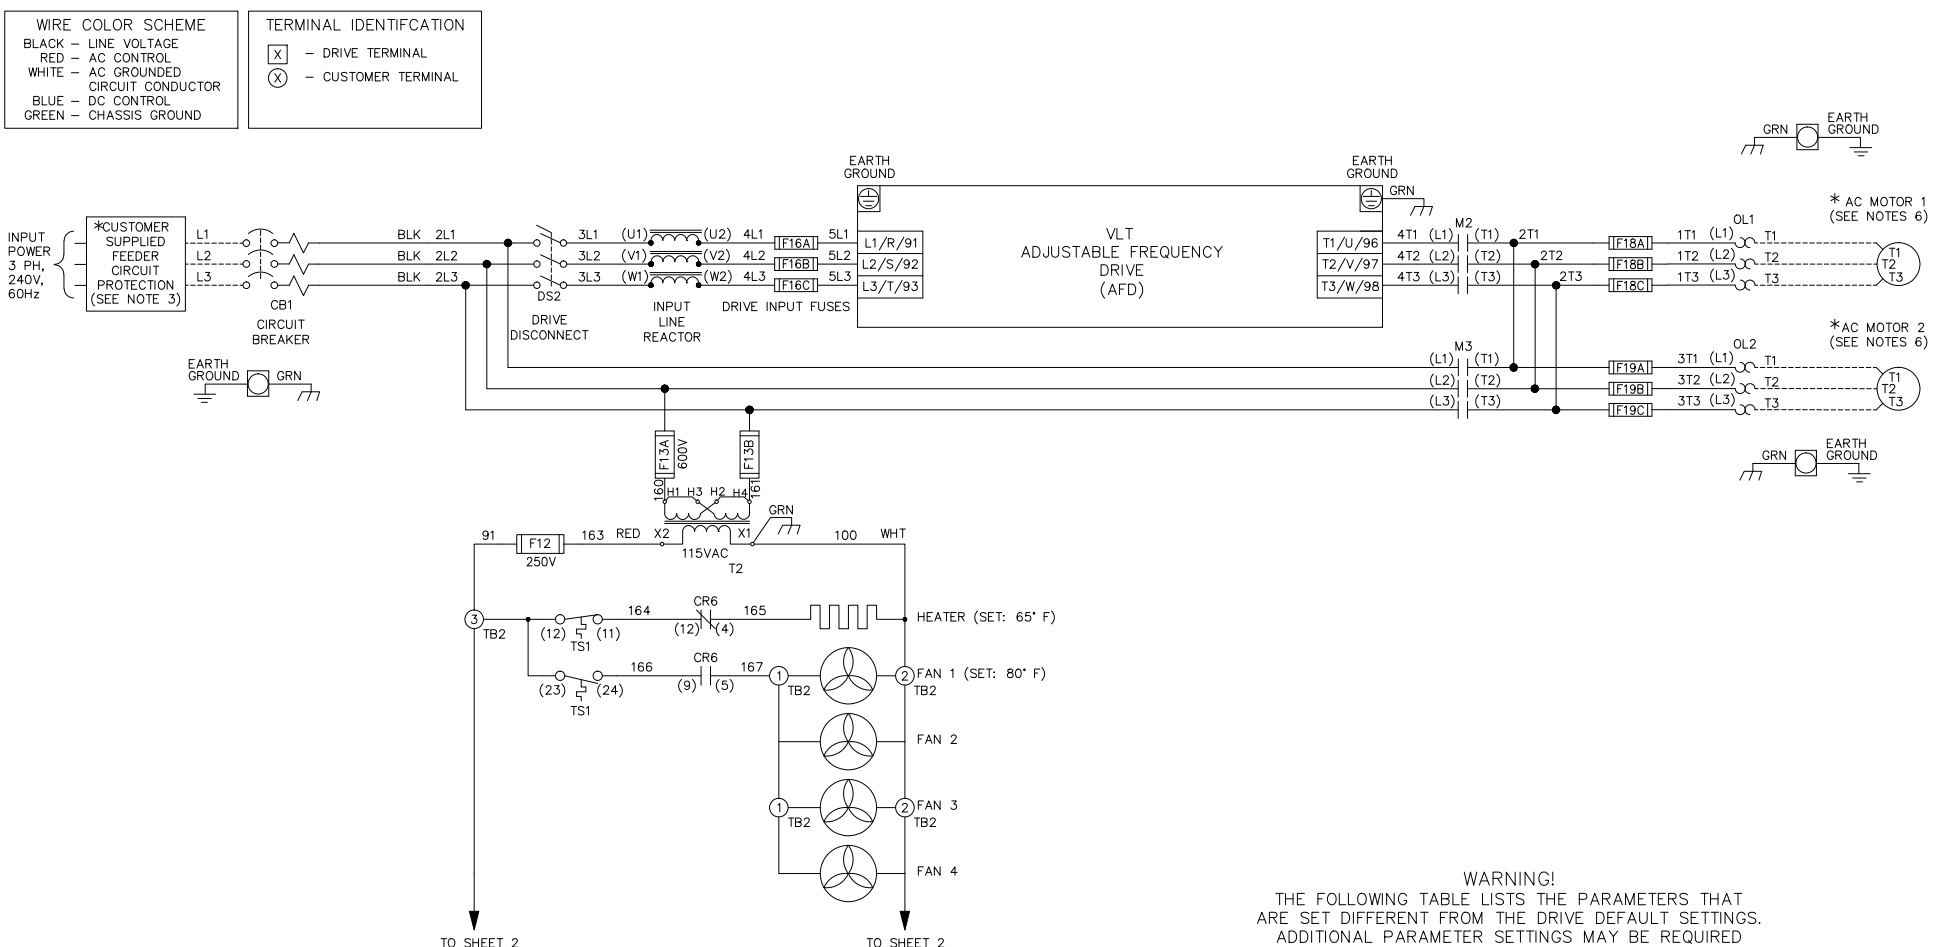 WIRE COLOR SCHEME
BLACK – LINE VOLTAGE
RED – AC CONTROL
WHITE – AC GROUNDED
CIRCUIT CONDUCTOR
BLUE – DC CONTROL
GREEN – CHASSIS GROUND
TERMINAL IDENTIFCATION
X – DRIVE TERMINAL
X – CUSTOMER TERMINAL
INPUT
POWER
3 PH,
240V,
60Hz
*CUSTOMER
SUPPLIED
FEEDER
CIRCUIT
PROTECTION
(SEE NOTE 3)
L1
L2
L3
CB1
CIRCUIT
BREAKER
EARTH
GROUND
GRN
BLK 2L1
BLK 2L2
BLK 2L3
DS2
DRIVE
DISCONNECT
3L1 (U1) (U2) 4L1 F16A 5L1
3L2 (V1) (V2) 4L2 F16B 5L2
3L3 (W1) (W2) 4L3 F16C 5L3
INPUT
LINE
REACTOR
DRIVE INPUT FUSES
EARTH
GROUND
L1/R/91
L2/S/92
L3/T/93
VLT
ADJUSTABLE FREQUENCY
DRIVE
(AFD)
EARTH
GROUND
GRN
T1/U/96
T2/V/97
T3/W/98
M2
4T1 (L1) (T1) 2T1
4T2 (L2) (T2) 2T2
4T3 (L3) (T3) 2T3
F18A 1T1 (L1) T1
F18B 1T2 (L2) T2
F18C 1T3 (L3) T3
OL1
GRN
EARTH
GROUND
* AC MOTOR 1
(SEE NOTES 6)
T1
T2
T3
M3
(L1) (T1)
(L2) (T2)
(L3) (T3)
F19A 3T1 (L1) T1
F19B 3T2 (L2) T2
F19C 3T3 (L3) T3
OL2
*AC MOTOR 2
(SEE NOTES 6)
T1
T2
T3
GRN
EARTH
GROUND
F13A
600V
F13B
160
161
H1 H3 H2 H4
GRN
91 F12 163 RED X2 X1 100 WHT
250V
115VAC
T2
3
TB2
(12) (11)
TS1
164
CR6
(12) (4)
165
HEATER (SET: 65° F)
(23) (24)
TS1
166
CR6
(9) (5)
167
1
TB2
2
TB2
FAN 1 (SET: 80° F)
FAN 2
1
TB2
2
TB2
FAN 3
FAN 4
TO SHEET 2
TO SHEET 2
WARNING!
THE FOLLOWING TABLE LISTS THE PARAMETERS THAT
ARE SET DIFFERENT FROM THE DRIVE DEFAULT SETTINGS.
ADDITIONAL PARAMETER SETTINGS MAY BE REQUIRED